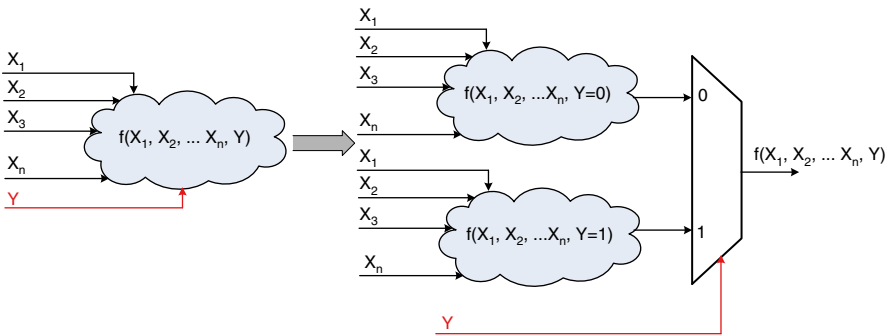 X₁
X₂
X₃
Xₙ
Y
f(X₁, X₂, ... Xₙ, Y)
X₁
X₂
X₃
Xₙ
f(X₁, X₂, ...Xₙ, Y=0)
X₁
X₂
X₃
Xₙ
f(X₁, X₂, ...Xₙ, Y=1)
0
1
Y
f(X₁, X₂, ... Xₙ, Y)